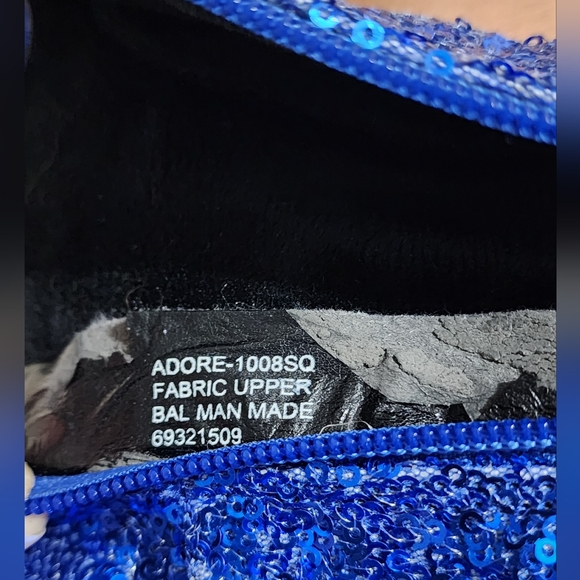 ADORE-1008SQ
FABRIC UPPER
BAL MAN MADE
69321509